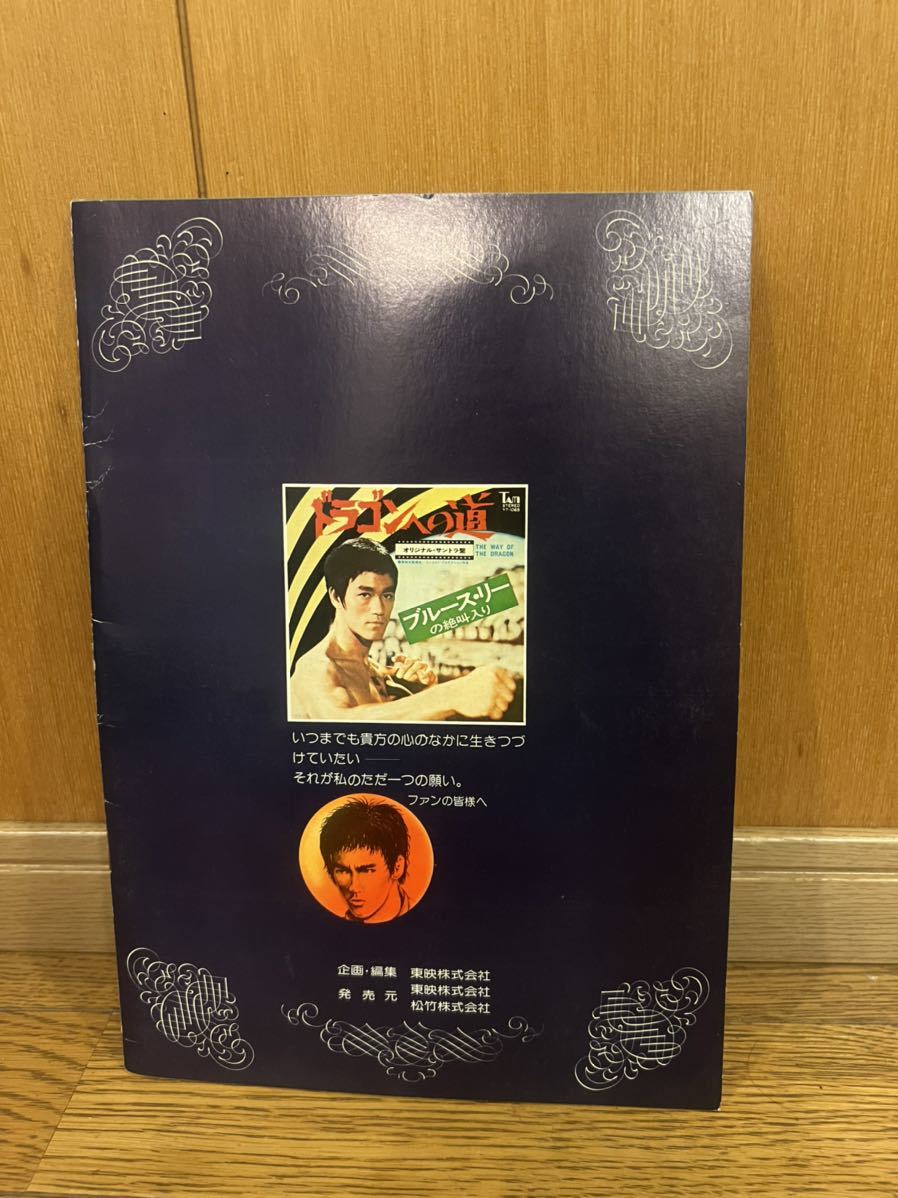 ドラゴンへの道
TAM
STEREO
YT-1089
オリジナル・サントラ盤
THE WAY OF
THE DRAGON
ブルース・リー
の絶叫入り
いつまでも貴方の心のなかに生きつづ
けていたい――
それが私のただ一つの願い。
ファンの皆様へ
企画・編集 東映株式会社
発売元 東映株式会社
松竹株式会社